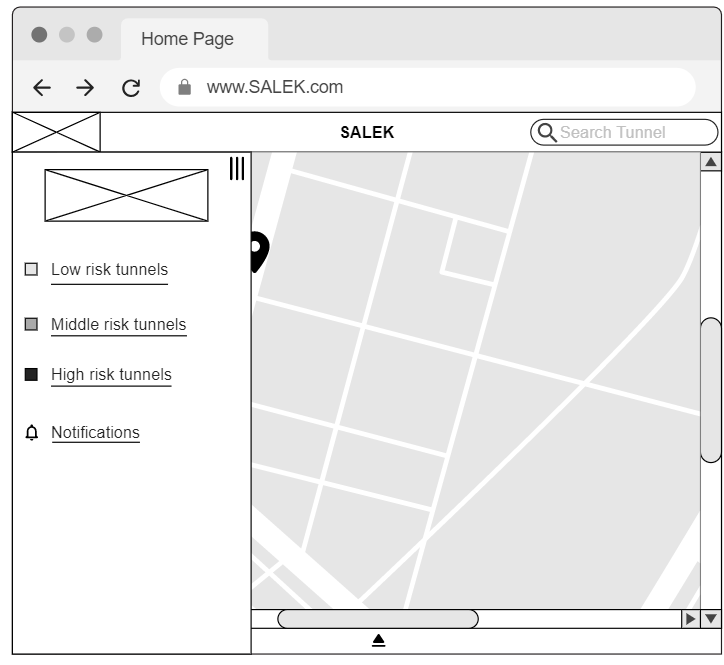 Home Page
www.SALEK.com
SALEK
Search Tunnel
Low risk tunnels
Middle risk tunnels
High risk tunnels
Notifications